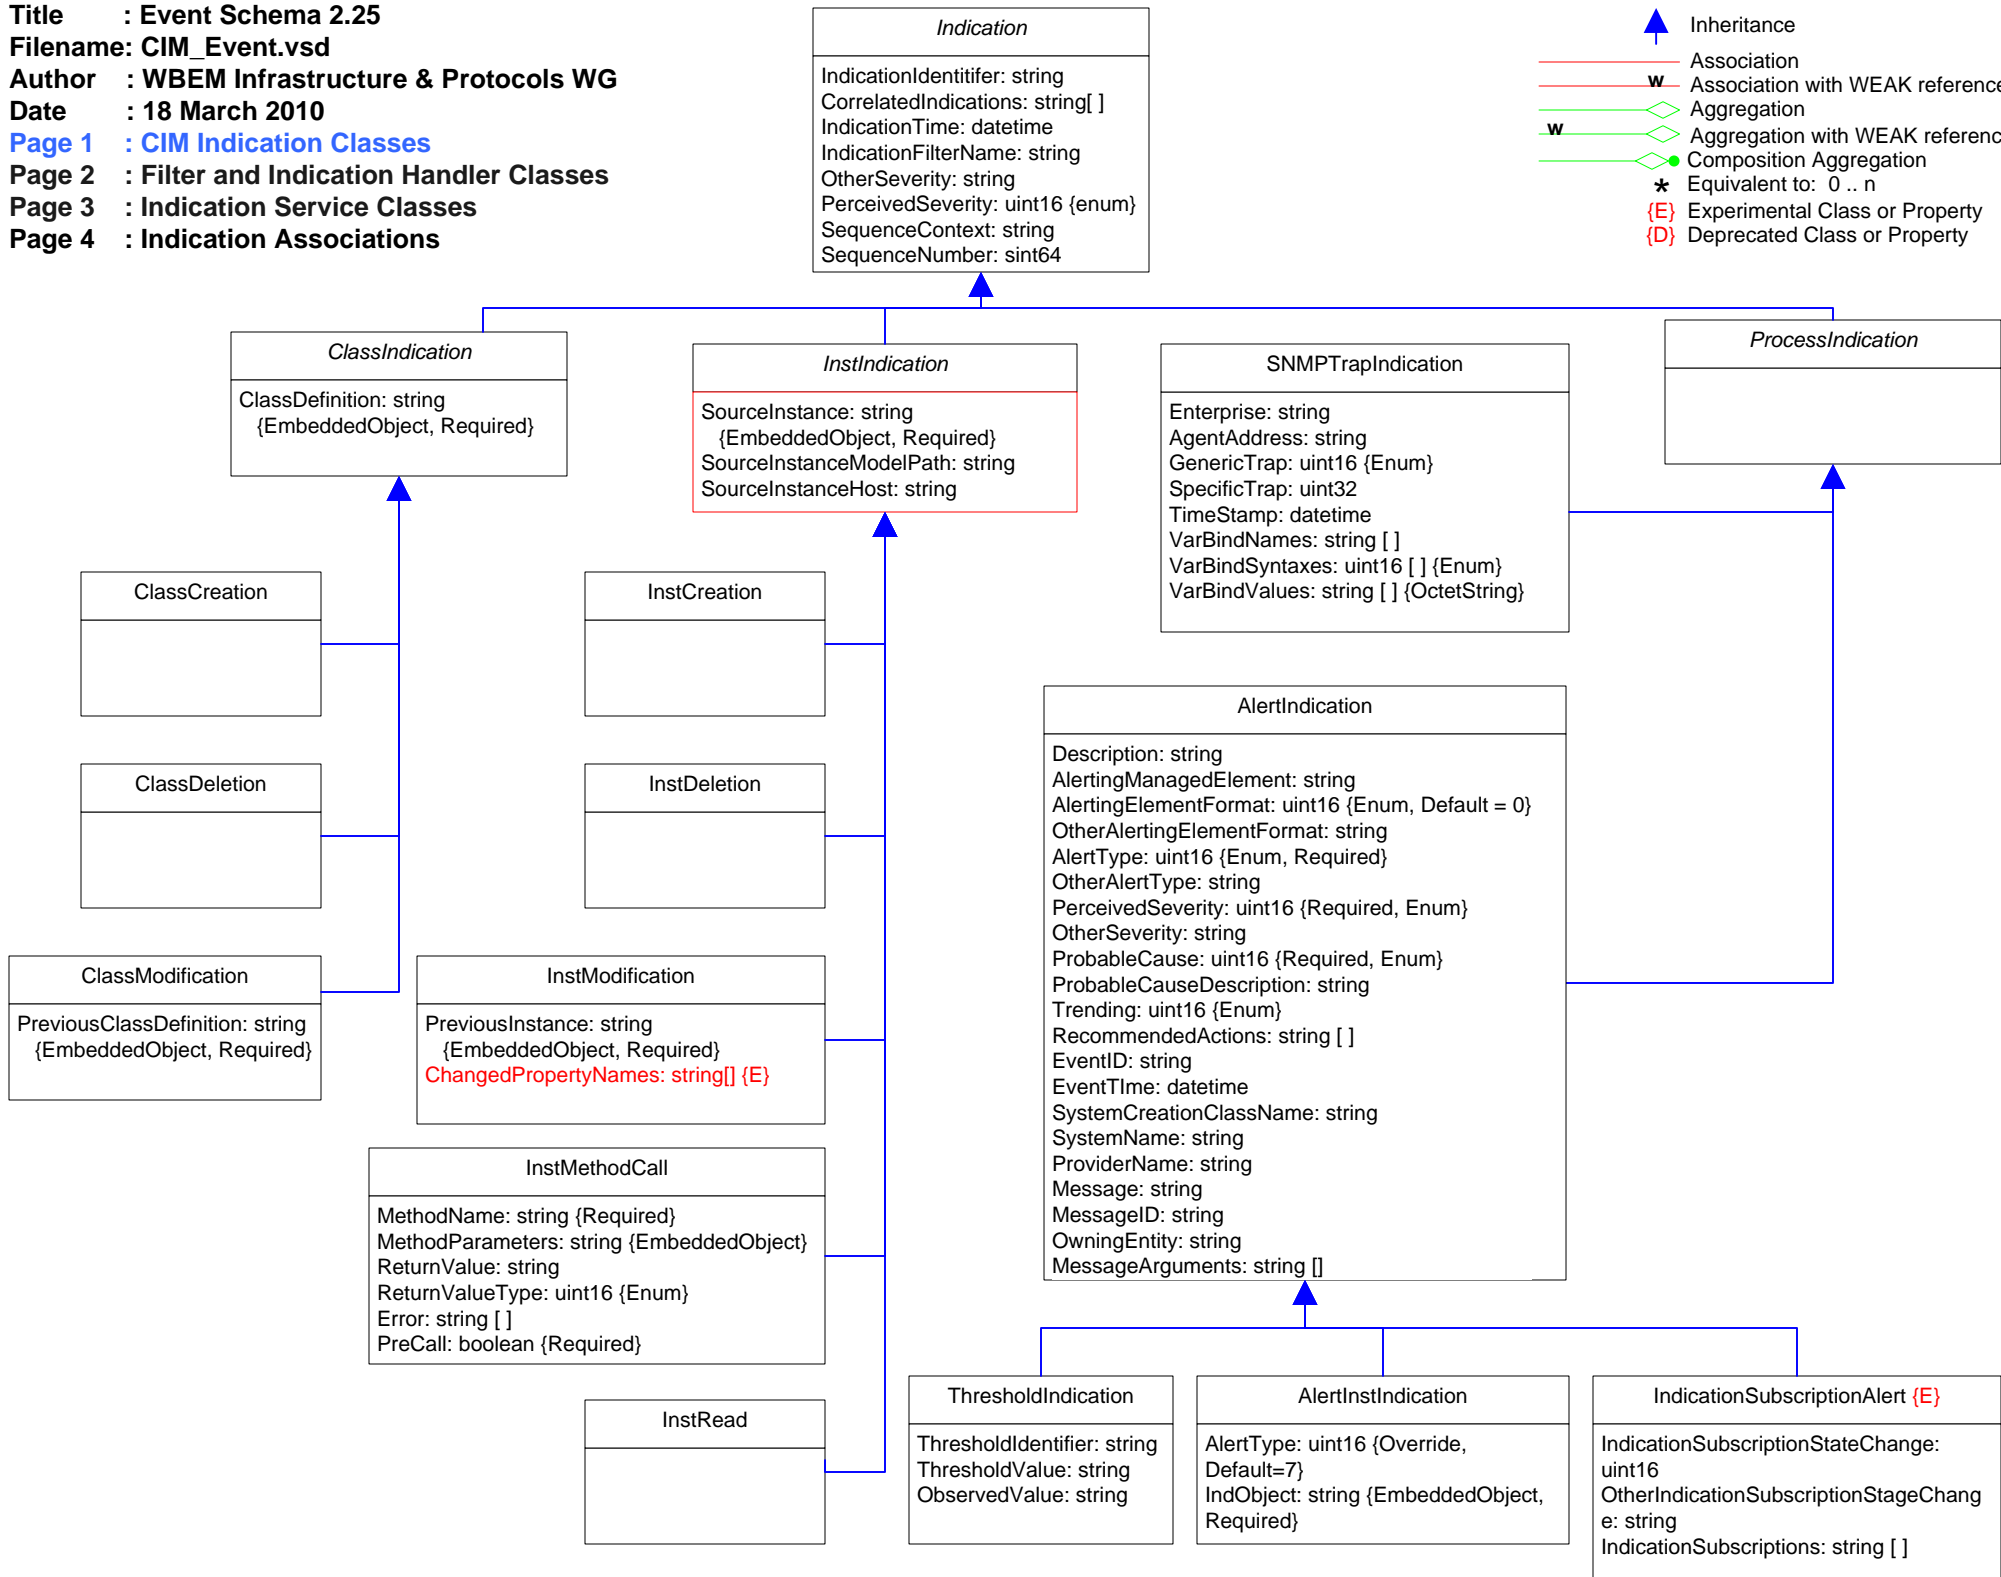 Title : Event Schema 2.25
Filename: CIM_Event.vsd
Author : WBEM Infrastructure & Protocols WG
Date : 18 March 2010
Page 1 : CIM Indication Classes
Page 2 : Filter and Indication Handler Classes
Page 3 : Indication Service Classes
Page 4 : Indication Associations
Indication
IndicationIdentitifer: string
CorrelatedIndications: string[ ]
IndicationTime: datetime
IndicationFilterName: string
OtherSeverity: string
PerceivedSeverity: uint16 {enum}
SequenceContext: string
SequenceNumber: sint64
Inheritance
Association
w Association with WEAK reference
Aggregation
w Aggregation with WEAK referenc
Composition Aggregation
* Equivalent to: 0 .. n
{E} Experimental Class or Property
{D} Deprecated Class or Property
ClassIndication
ClassDefinition: string
{EmbeddedObject, Required}
InstIndication
SourceInstance: string
{EmbeddedObject, Required}
SourceInstanceModelPath: string
SourceInstanceHost: string
SNMPTrapIndication
Enterprise: string
AgentAddress: string
GenericTrap: uint16 {Enum}
SpecificTrap: uint32
TimeStamp: datetime
VarBindNames: string [ ]
VarBindSyntaxes: uint16 [ ] {Enum}
VarBindValues: string [ ] {OctetString}
ProcessIndication
ClassCreation
InstCreation
ClassDeletion
InstDeletion
ClassModification
PreviousClassDefinition: string
{EmbeddedObject, Required}
InstModification
PreviousInstance: string
{EmbeddedObject, Required}
ChangedPropertyNames: string[] {E}
InstMethodCall
MethodName: string {Required}
MethodParameters: string {EmbeddedObject}
ReturnValue: string
ReturnValueType: uint16 {Enum}
Error: string [ ]
PreCall: boolean {Required}
InstRead
AlertIndication
Description: string
AlertingManagedElement: string
AlertingElementFormat: uint16 {Enum, Default = 0}
OtherAlertingElementFormat: string
AlertType: uint16 {Enum, Required}
OtherAlertType: string
PerceivedSeverity: uint16 {Required, Enum}
OtherSeverity: string
ProbableCause: uint16 {Required, Enum}
ProbableCauseDescription: string
Trending: uint16 {Enum}
RecommendedActions: string [ ]
EventID: string
EventTIme: datetime
SystemCreationClassName: string
SystemName: string
ProviderName: string
Message: string
MessageID: string
OwningEntity: string
MessageArguments: string []
ThresholdIndication
ThresholdIdentifier: string
ThresholdValue: string
ObservedValue: string
AlertInstIndication
AlertType: uint16 {Override,
Default=7}
IndObject: string {EmbeddedObject,
Required}
IndicationSubscriptionAlert {E}
IndicationSubscriptionStateChange:
uint16
OtherIndicationSubscriptionStageChang
e: string
IndicationSubscriptions: string [ ]